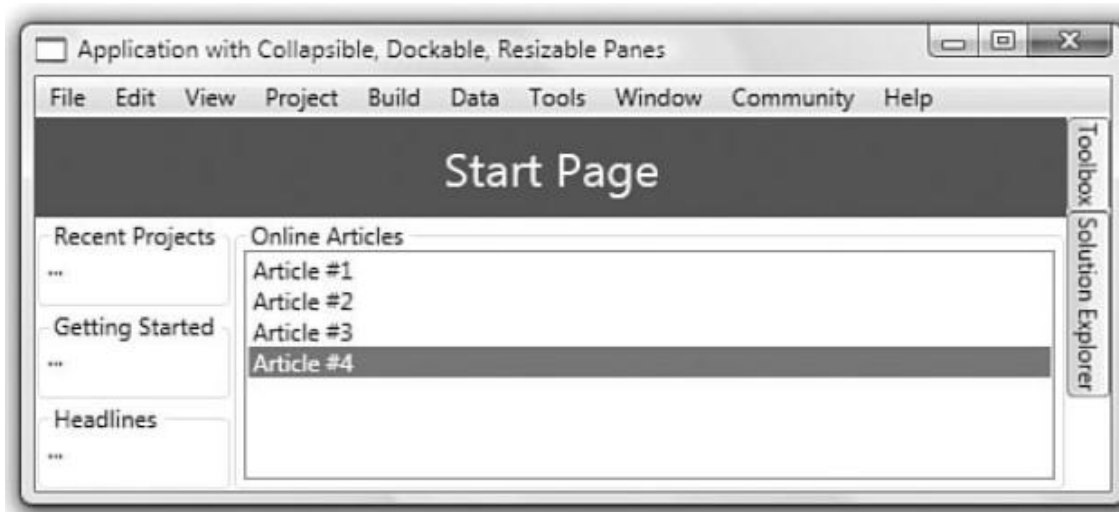 Application with Collapsible, Dockable, Resizable Panes
File Edit View Project Build Data Tools Window Community Help
Start Page
Toolbox
Solution Explorer
Recent Projects
...
Getting Started
...
Headlines
...
Online Articles
Article #1
Article #2
Article #3
Article #4